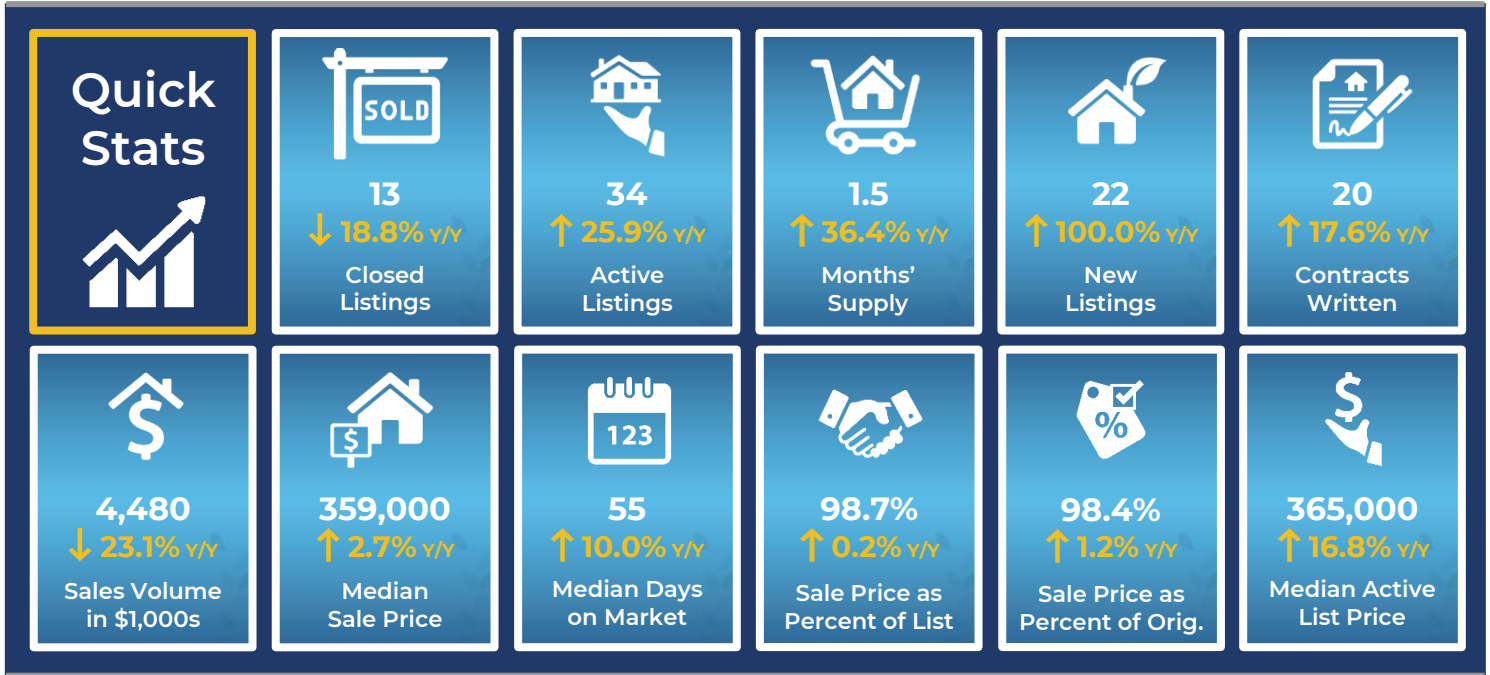 Quick
Stats
SOLD
13
↓ 18.8% Y/Y
Closed
Listings
34
↑ 25.9% Y/Y
Active
Listings
1.5
↑ 36.4% Y/Y
Months’
Supply
22
↑ 100.0% Y/Y
New
Listings
20
↑ 17.6% Y/Y
Contracts
Written
$
4,480
↓ 23.1% Y/Y
Sales Volume
in $1,000s
$
359,000
↑ 2.7% Y/Y
Median
Sale Price
123
55
↑ 10.0% Y/Y
Median Days
on Market
98.7%
↑ 0.2% Y/Y
Sale Price as
Percent of List
%
98.4%
↑ 1.2% Y/Y
Sale Price as
Percent of Orig.
$
365,000
↑ 16.8% Y/Y
Median Active
List Price